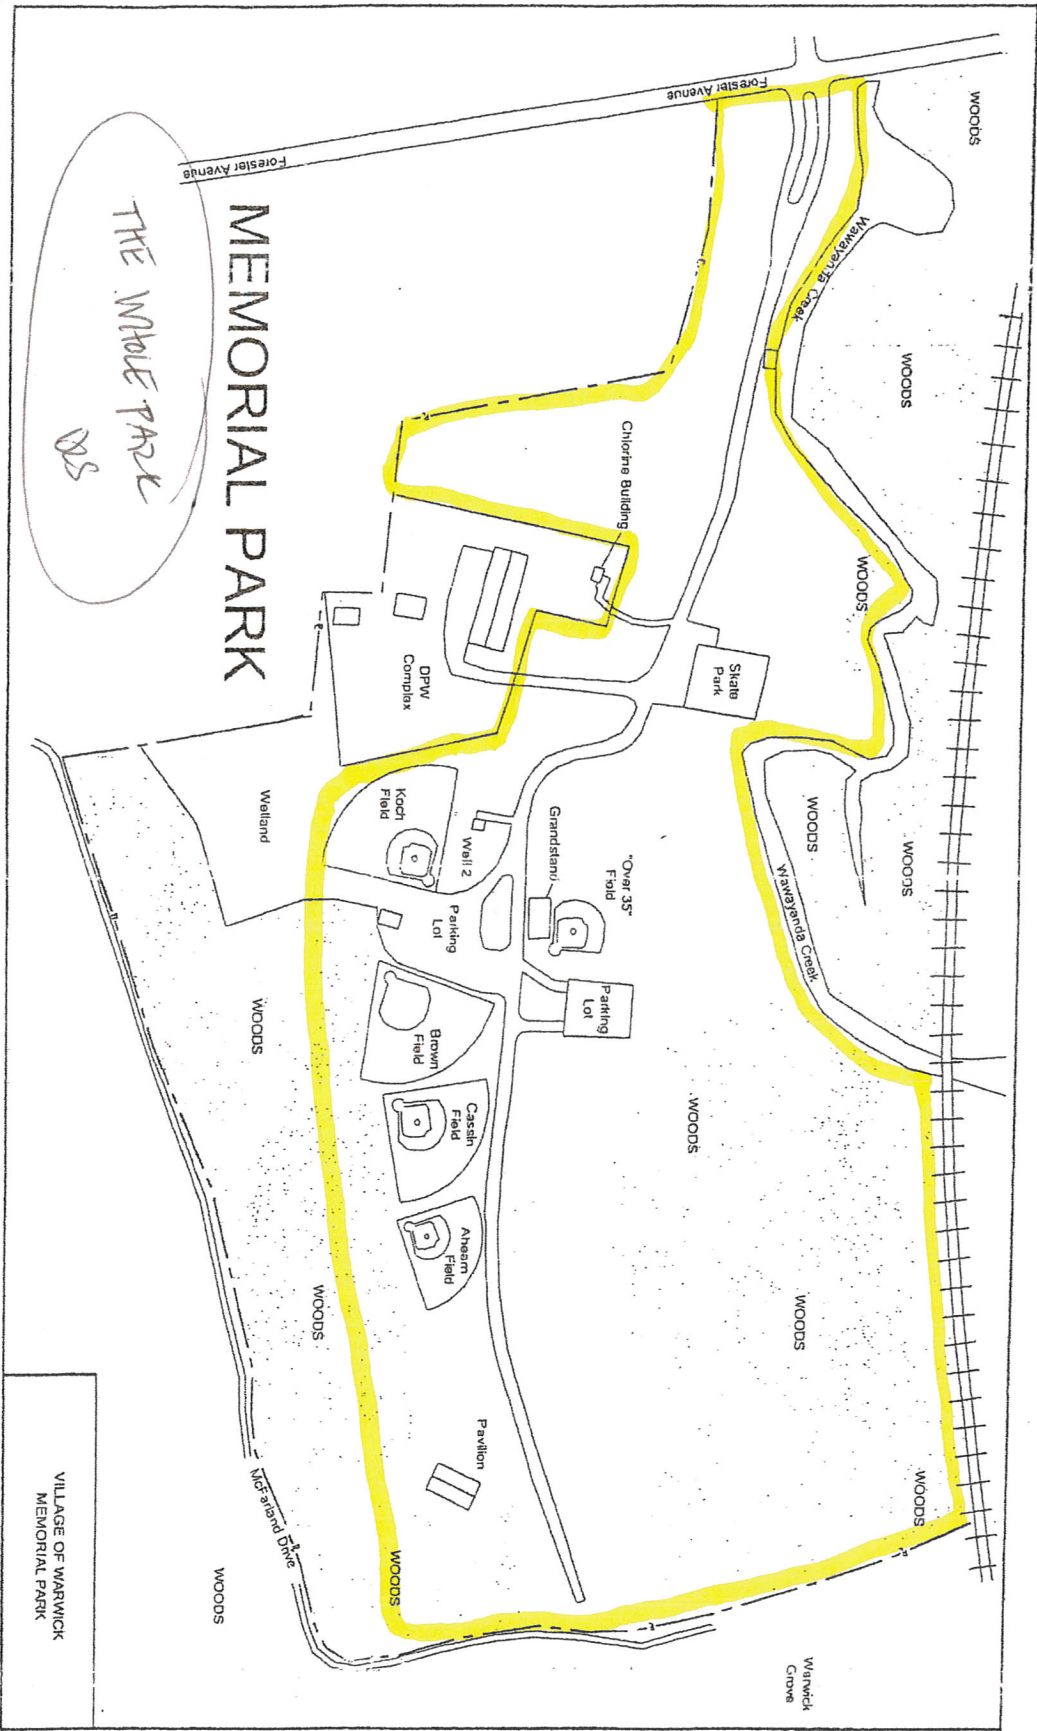 WOODS
WOODS
Wawayanda Creek
WOODS
WOODS
WOODS
WOODS
Wawayanda Creek
Warwick
Grove
WOODS
Forester Avenue
Skate
Park
WOODS
Chlorine Building
"Over 35"
Field
Parking
Lot
Grandstand
Well 2
Pavilion
Ahearn
Field
Cassin
Field
Brown
Field
Parking
Lot
Koch
Field
DPW
Complex
WOODS
WOODS
Wetland
WOODS
McFarland Drive
WOODS
Forester Avenue
MEMORIAL PARK
THE WHOLE PARK
VILLAGE OF WARWICK
MEMORIAL PARK